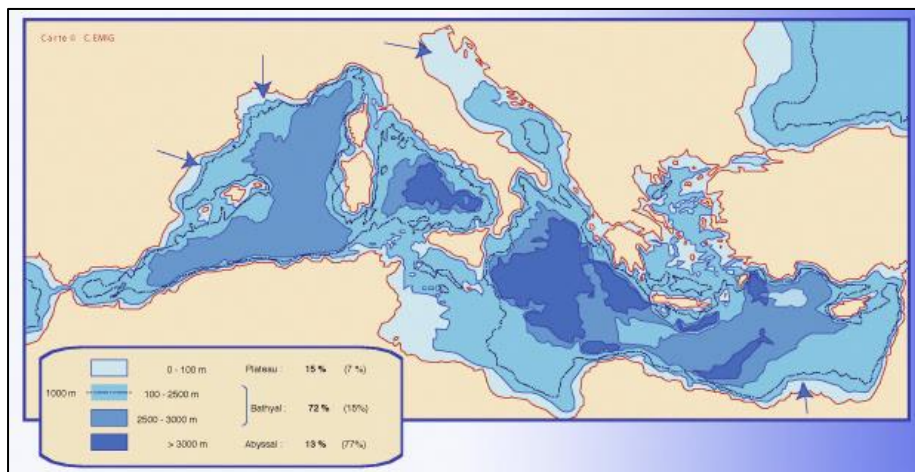 Carte © C.EMIG
0 - 100 m Plateau : 15 % (7 %)
1000 m 100 - 2500 m
Bathyal : 72 % (15%)
2500 - 3000 m
> 3000 m Abyssal : 13 % (77%)